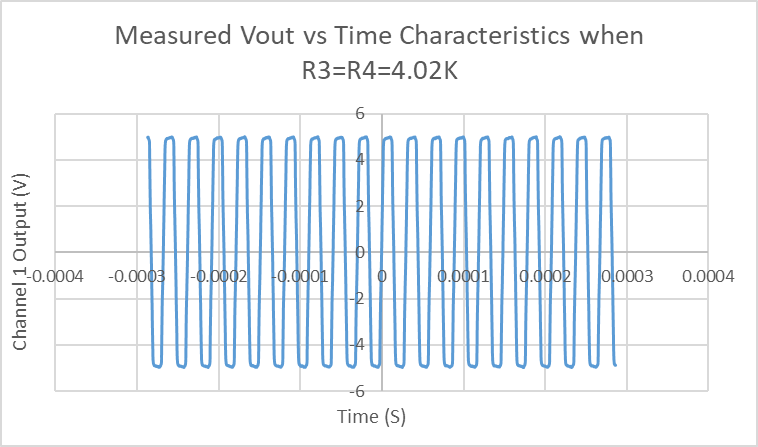 Measured Vout vs Time Characteristics when
R3=R4=4.02K
Channel 1 Output (V)
6
4
2
0
-0.0004 -0.0003 -0.0002 -0.0001 0 0.0001 0.0002 0.0003 0.0004
-2
-4
-6
Time (S)